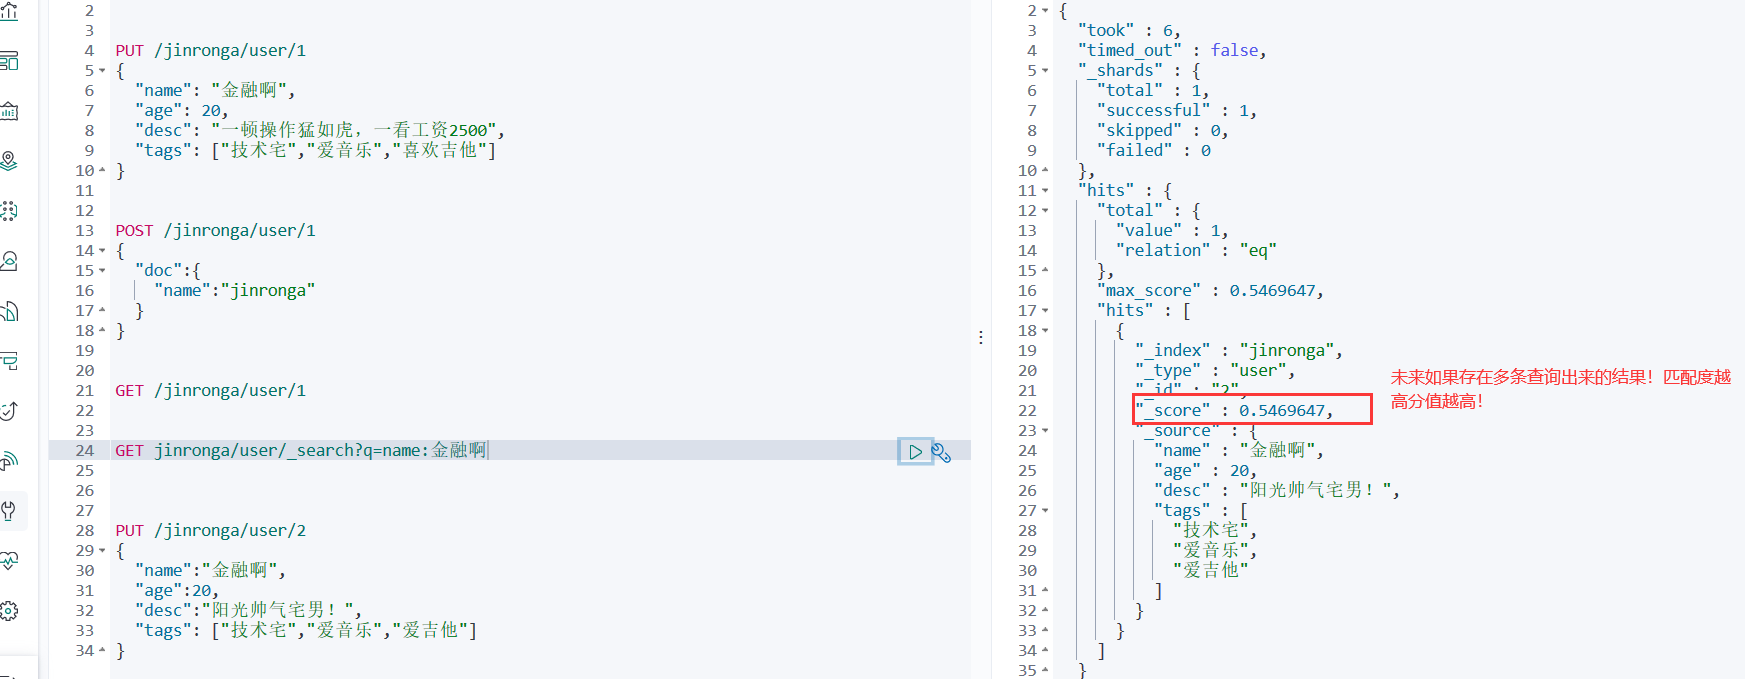 2
3
4 PUT /jinronga/user/1
5 {
6 "name": "金融啊",
7 "age": 20,
8 "desc": "一顿操作猛如虎，一看工资2500",
9 "tags": ["技术宅","爱音乐","喜欢吉他"]
10 }
11
12
13 POST /jinronga/user/1
14 {
15 "doc":{
16 "name":"jinronga"
17 }
18 }
19
20
21 GET /jinronga/user/1
22
23
24 GET jinronga/user/_search?q=name:金融啊
25
26
27
28 PUT /jinronga/user/2
29 {
30 "name":"金融啊",
31 "age":20,
32 "desc":"阳光帅气宅男！",
33 "tags": ["技术宅","爱音乐","爱吉他"]
34 }
2 {
3 "took" : 6,
4 "timed_out" : false,
5 "_shards" : {
6 "total" : 1,
7 "successful" : 1,
8 "skipped" : 0,
9 "failed" : 0
10 },
11 "hits" : {
12 "total" : {
13 "value" : 1,
14 "relation" : "eq"
15 },
16 "max_score" : 0.5469647,
17 "hits" : [
18 {
19 "_index" : "jinronga",
20 "_type" : "user",
21 "_id" : "2",
22 "_score" : 0.5469647,
23 "_source" : {
24 "name" : "金融啊",
25 "age" : 20,
26 "desc" : "阳光帅气宅男！",
27 "tags" : [
28 "技术宅",
29 "爱音乐",
30 "爱吉他"
31 ]
32 }
33 }
34 ]
35 }
未来如果存在多条查询出来的结果！匹配度越
高分值越高！